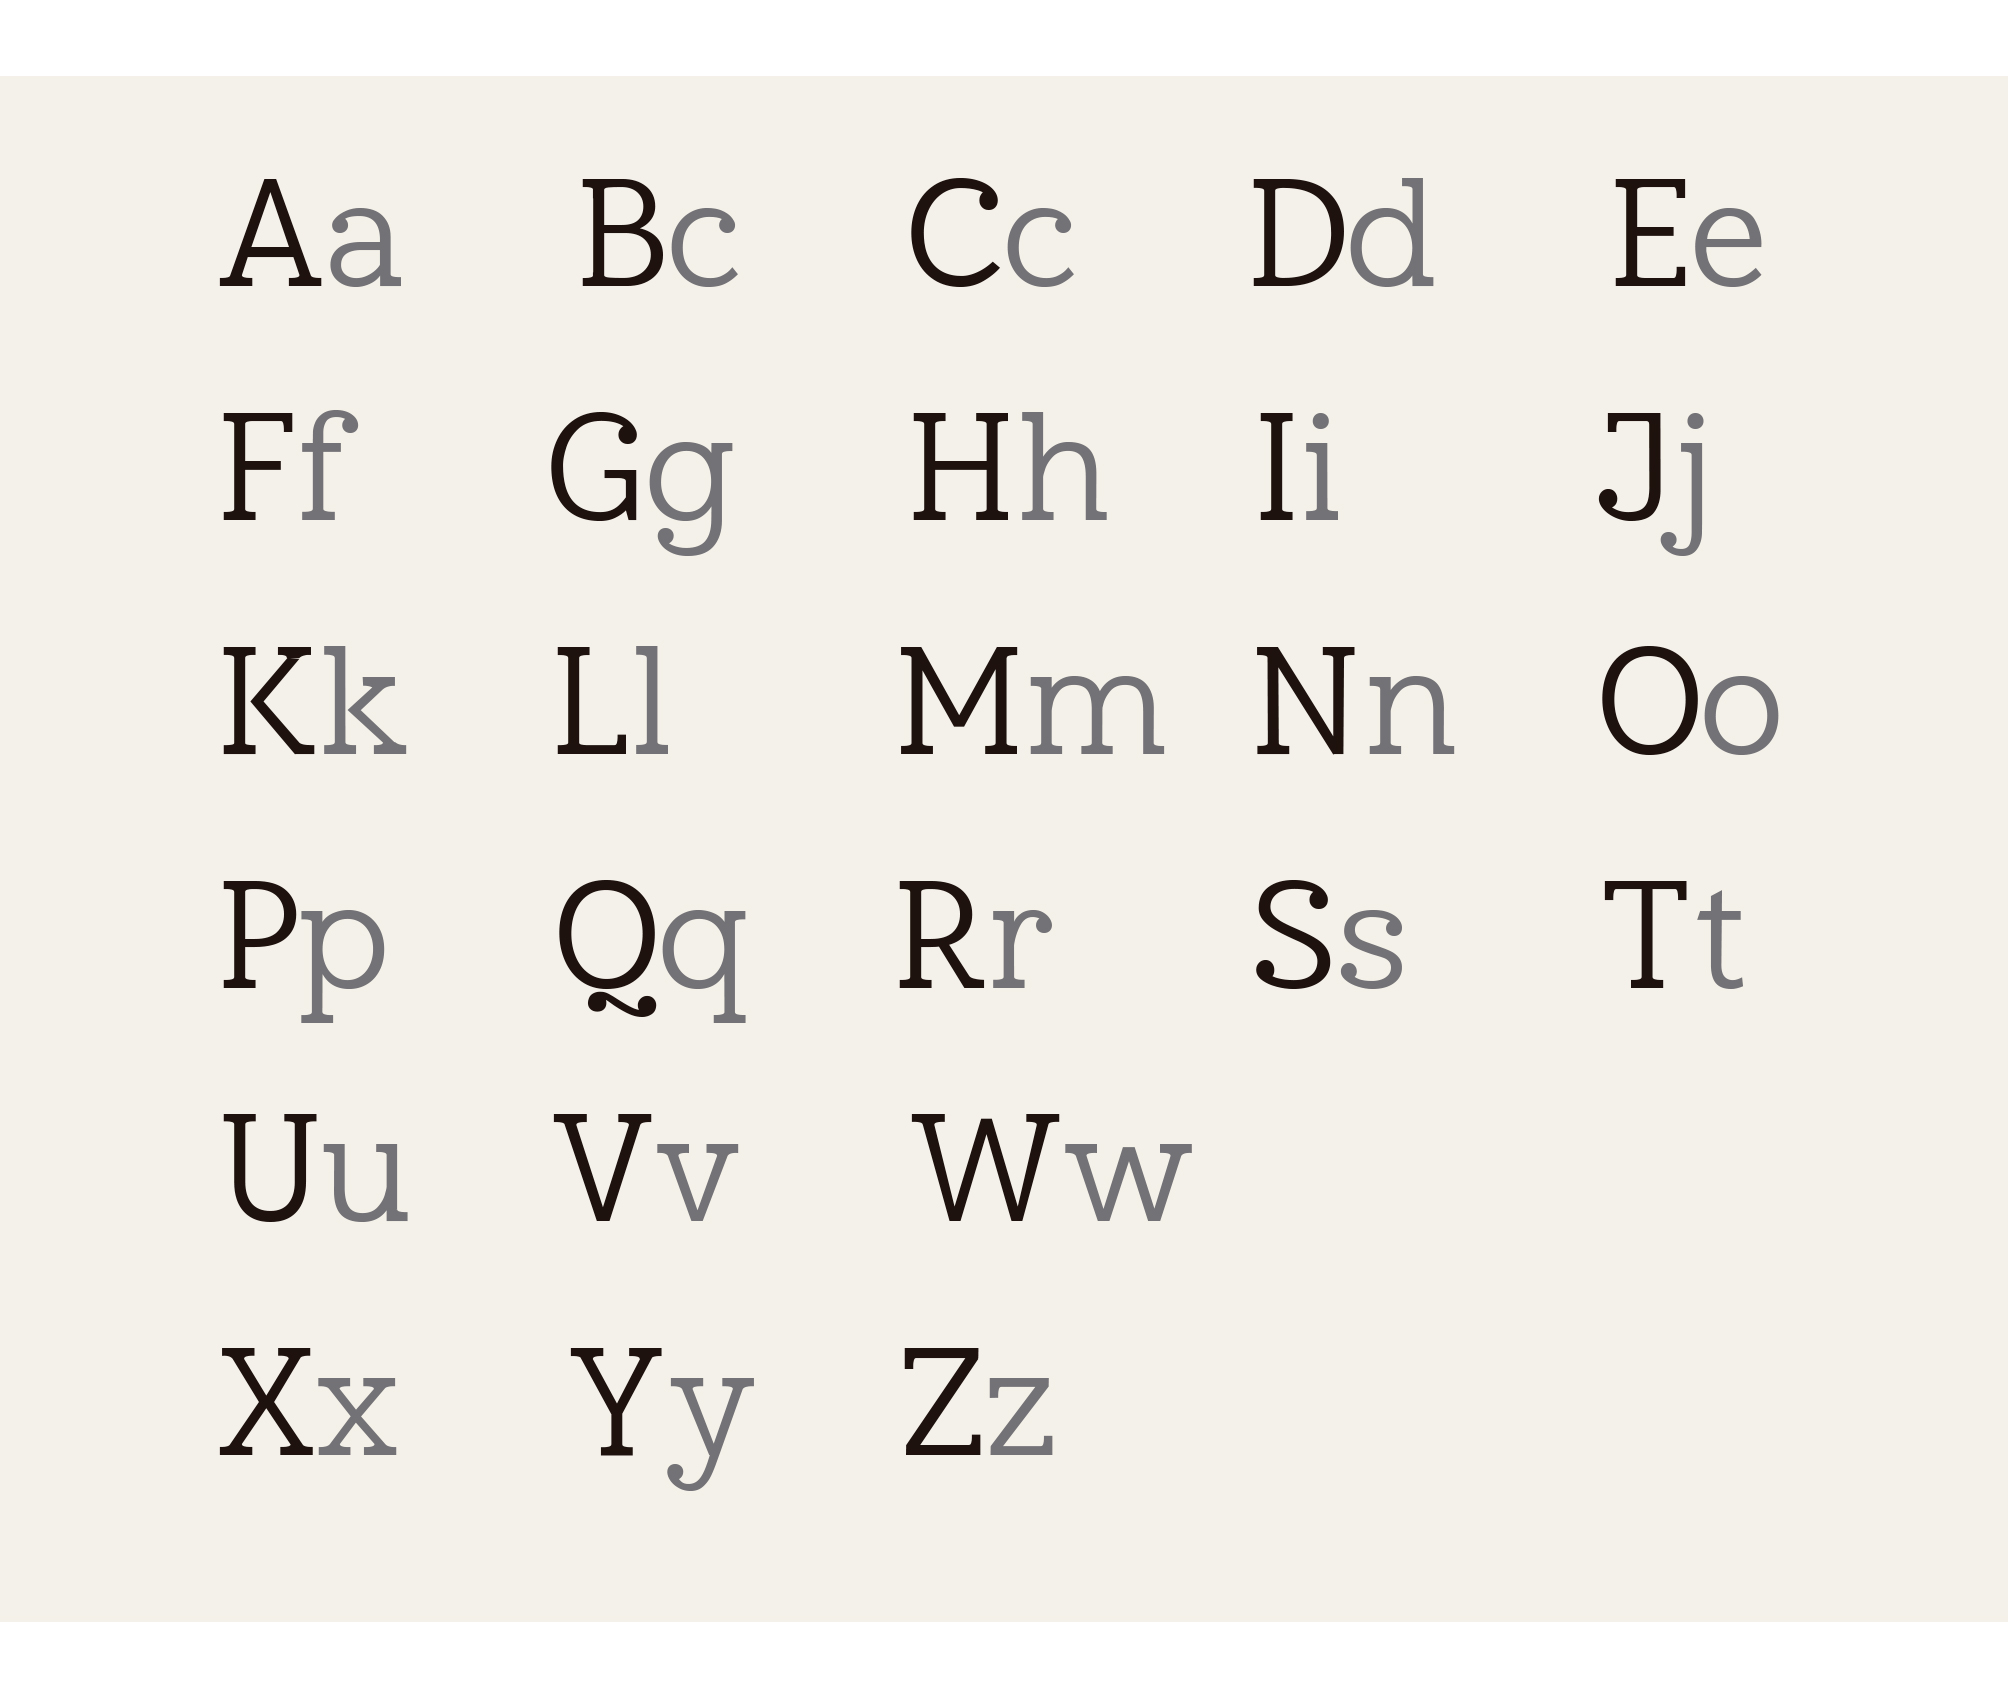 Aa Bc Cc Dd Ee
Ff Gg Hh Ii Jj
Kk Ll Mm Nn Oo
Pp Qq Rr Ss Tt
Uu Vv Ww
Xx Yy Zz